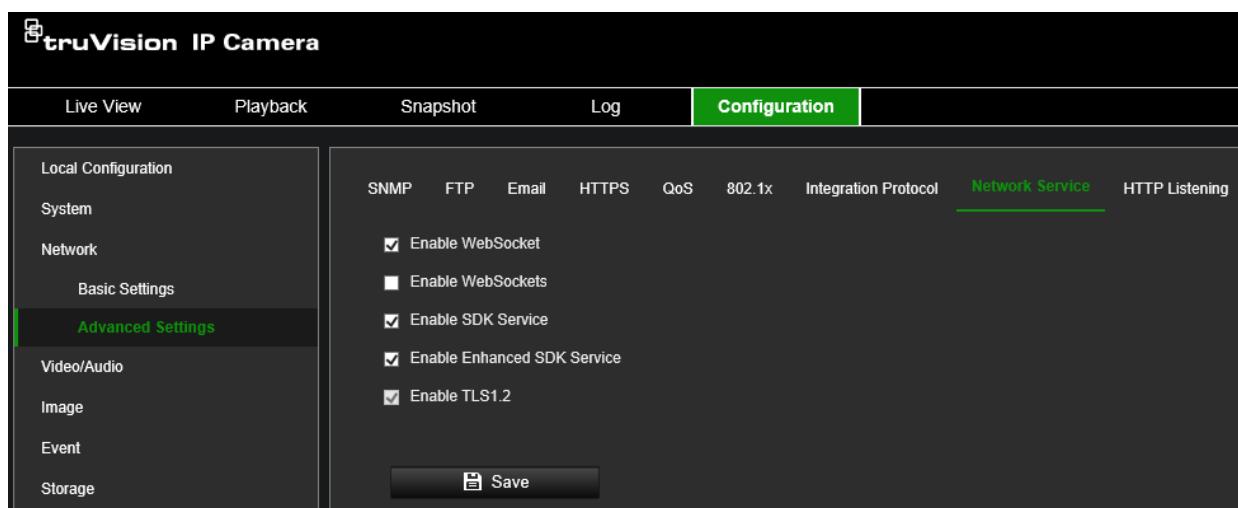 truVision IP Camera
Live View Playback Snapshot Log Configuration
Local Configuration
System
Network
Basic Settings
Advanced Settings
Video/Audio
Image
Event
Storage
SNMP FTP Email HTTPS QoS 802.1x Integration Protocol Network Service HTTP Listening
Enable WebSocket
Enable WebSockets
Enable SDK Service
Enable Enhanced SDK Service
Enable TLS1.2
Save